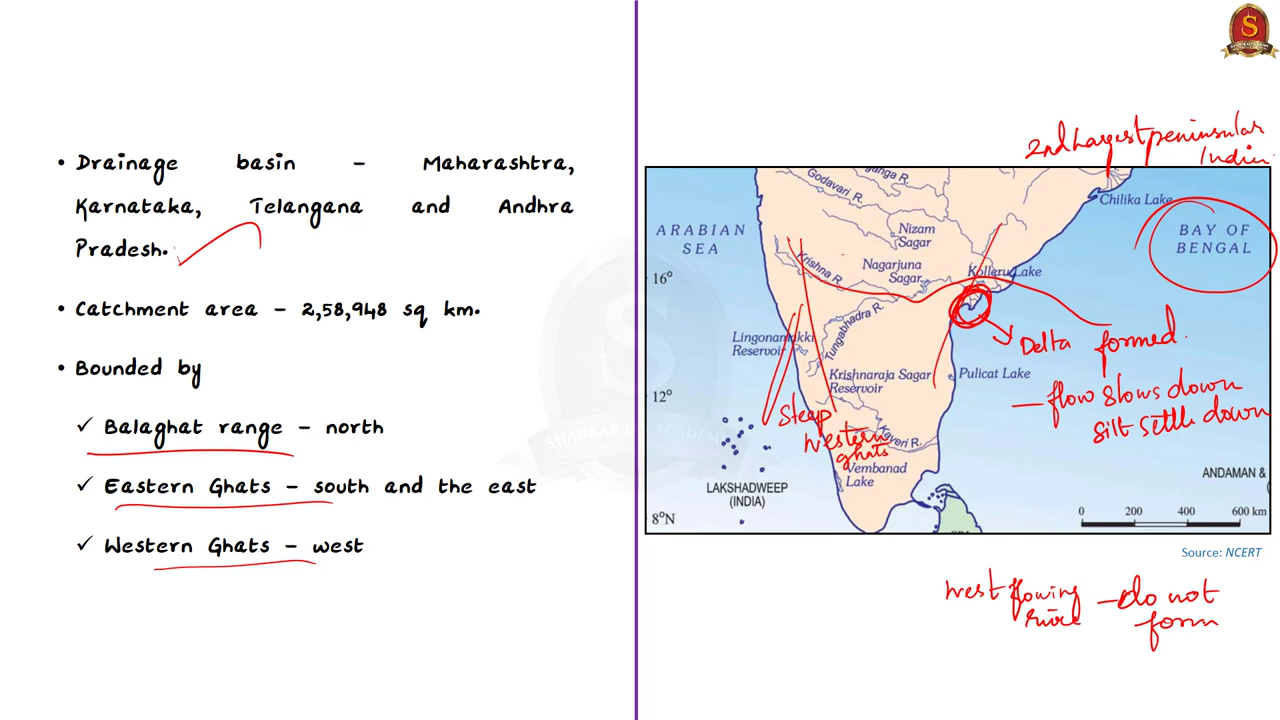 • Drainage basin – Maharashtra,
Karnataka, Telangana and Andhra
Pradesh.
• Catchment area – 2,58,948 sq km.
• Bounded by
✓ Balaghat range – north
✓ Eastern Ghats – south and the east
✓ Western Ghats – west
S
2nd largest peninsular
Indian
Godavari R.
Chilika Lake
ARABIAN
SEA
Nizam
Sagar
BAY OF
BENGAL
Krishna R.
Nagarjuna
Sagar
Kolleru Lake
16°
Lingonamakki
Reservoir
Tungabhadra R.
Delta formed.
Krishnaraja Sagar
Reservoir
Pulicat Lake
12°
– flow slows down
silt settle down
Steep
Western
ghats
Kaveri R.
Vembanad
Lake
LAKSHADWEEP
(INDIA)
ANDAMAN &
8°N
0 200 400 600 km
Source: NCERT
West flowing – do not
form